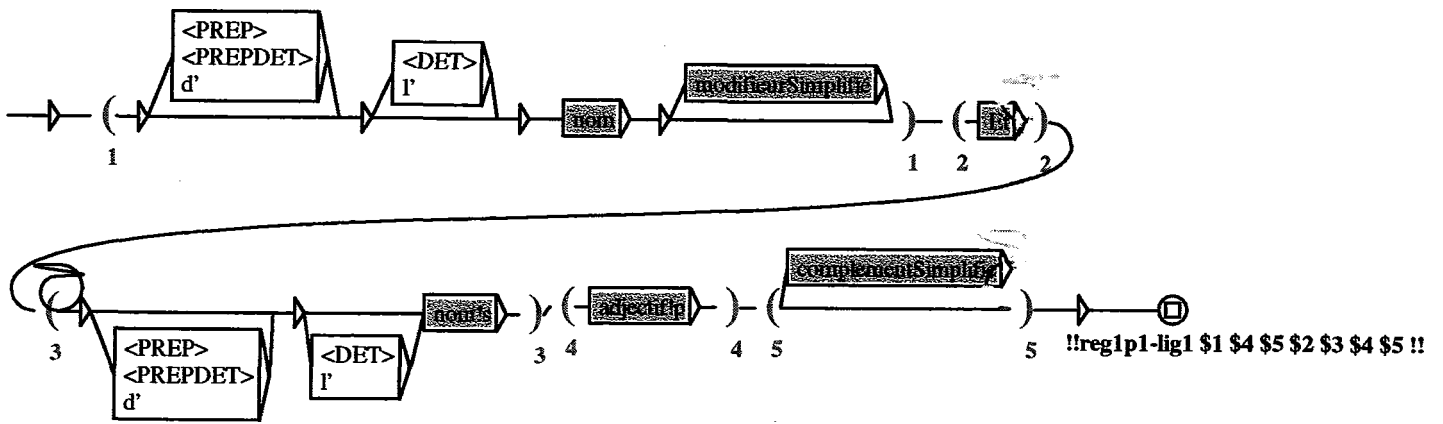 <PREP>
<PREPDET>
d'
<DET>
l'
nom
modifieurSimplifie
( ) ( )
1 1 2 2
complementSimplifie
( nom!s ) ( adjectif!p ) ( )
3 3 4 4 5 5
<PREP>
<PREPDET>
d'
<DET>
l'
!!reg1p1-lig1 $1 $4 $5 $2 $3 $4 $5 !!